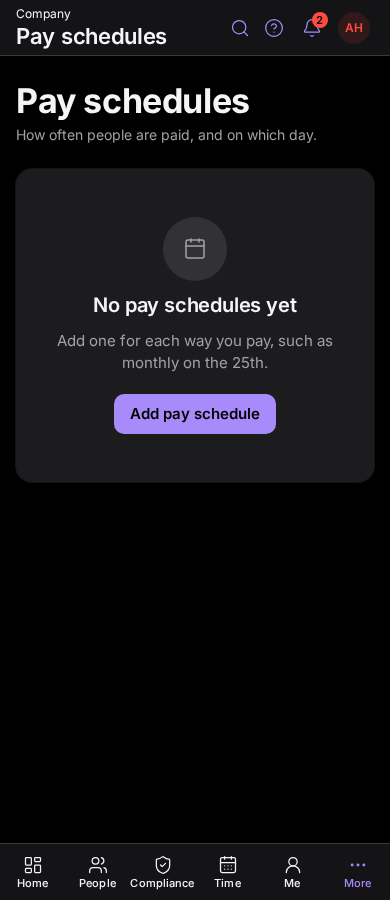 Company
Pay schedules
2
AH
Pay schedules
How often people are paid, and on which day.
No pay schedules yet
Add one for each way you pay, such as
monthly on the 25th.
Add pay schedule
Home
People
Compliance
Time
Me
More